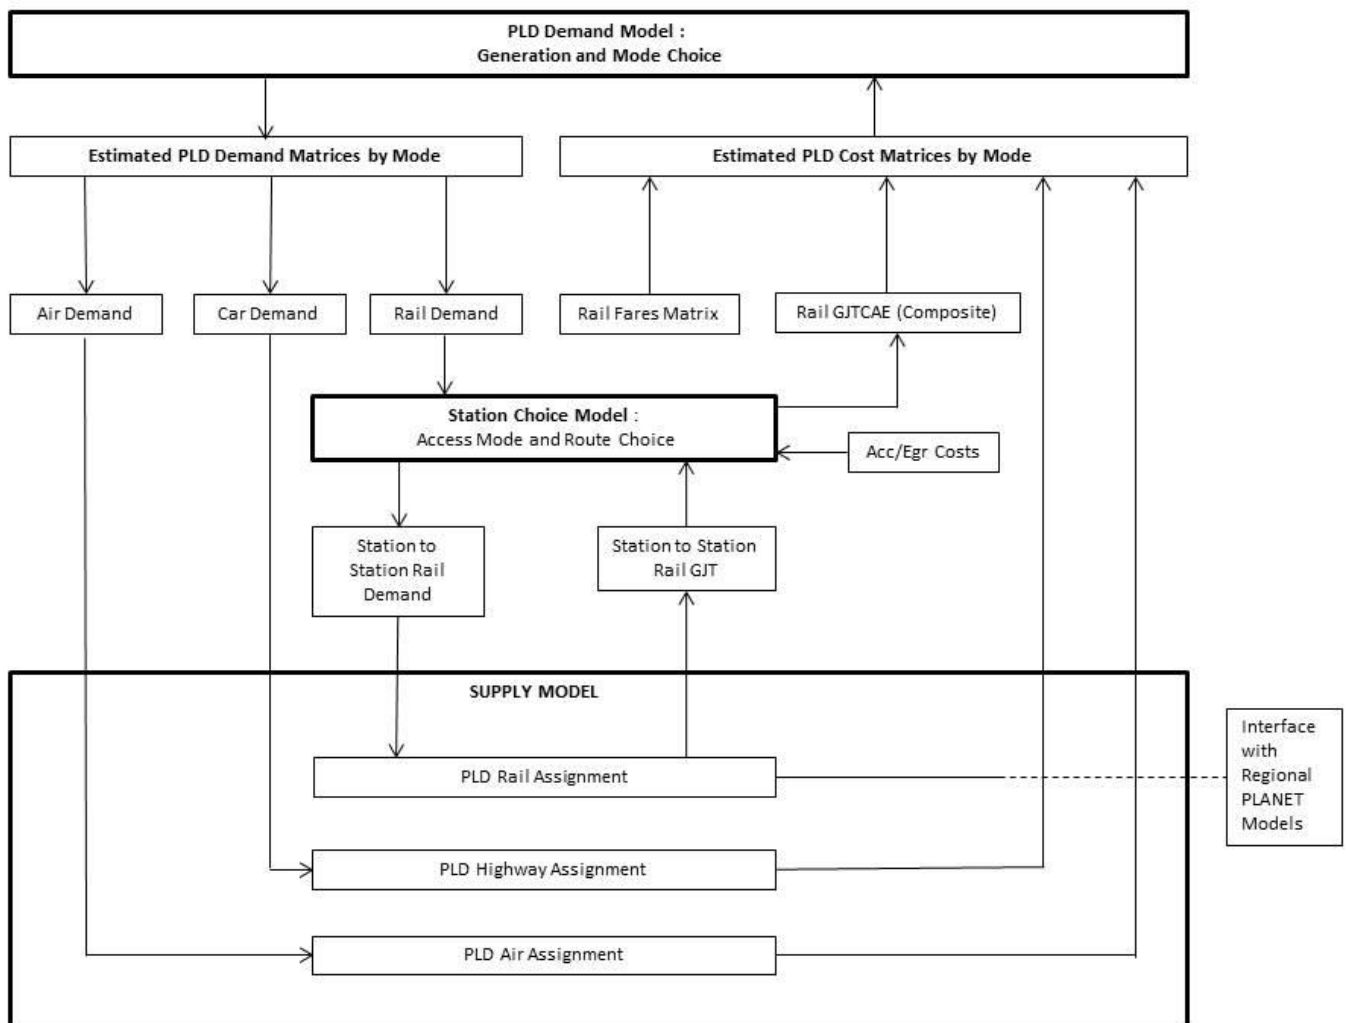 PLD Demand Model :
Generation and Mode Choice
Estimated PLD Demand Matrices by Mode
Estimated PLD Cost Matrices by Mode
Air Demand
Car Demand
Rail Demand
Rail Fares Matrix
Rail GJTCAE (Composite)
Station Choice Model :
Access Mode and Route Choice
Acc/Egr Costs
Station to
Station Rail
Demand
Station to Station
Rail GJT
SUPPLY MODEL
PLD Rail Assignment
Interface
with
Regional
PLANET
Models
PLD Highway Assignment
PLD Air Assignment